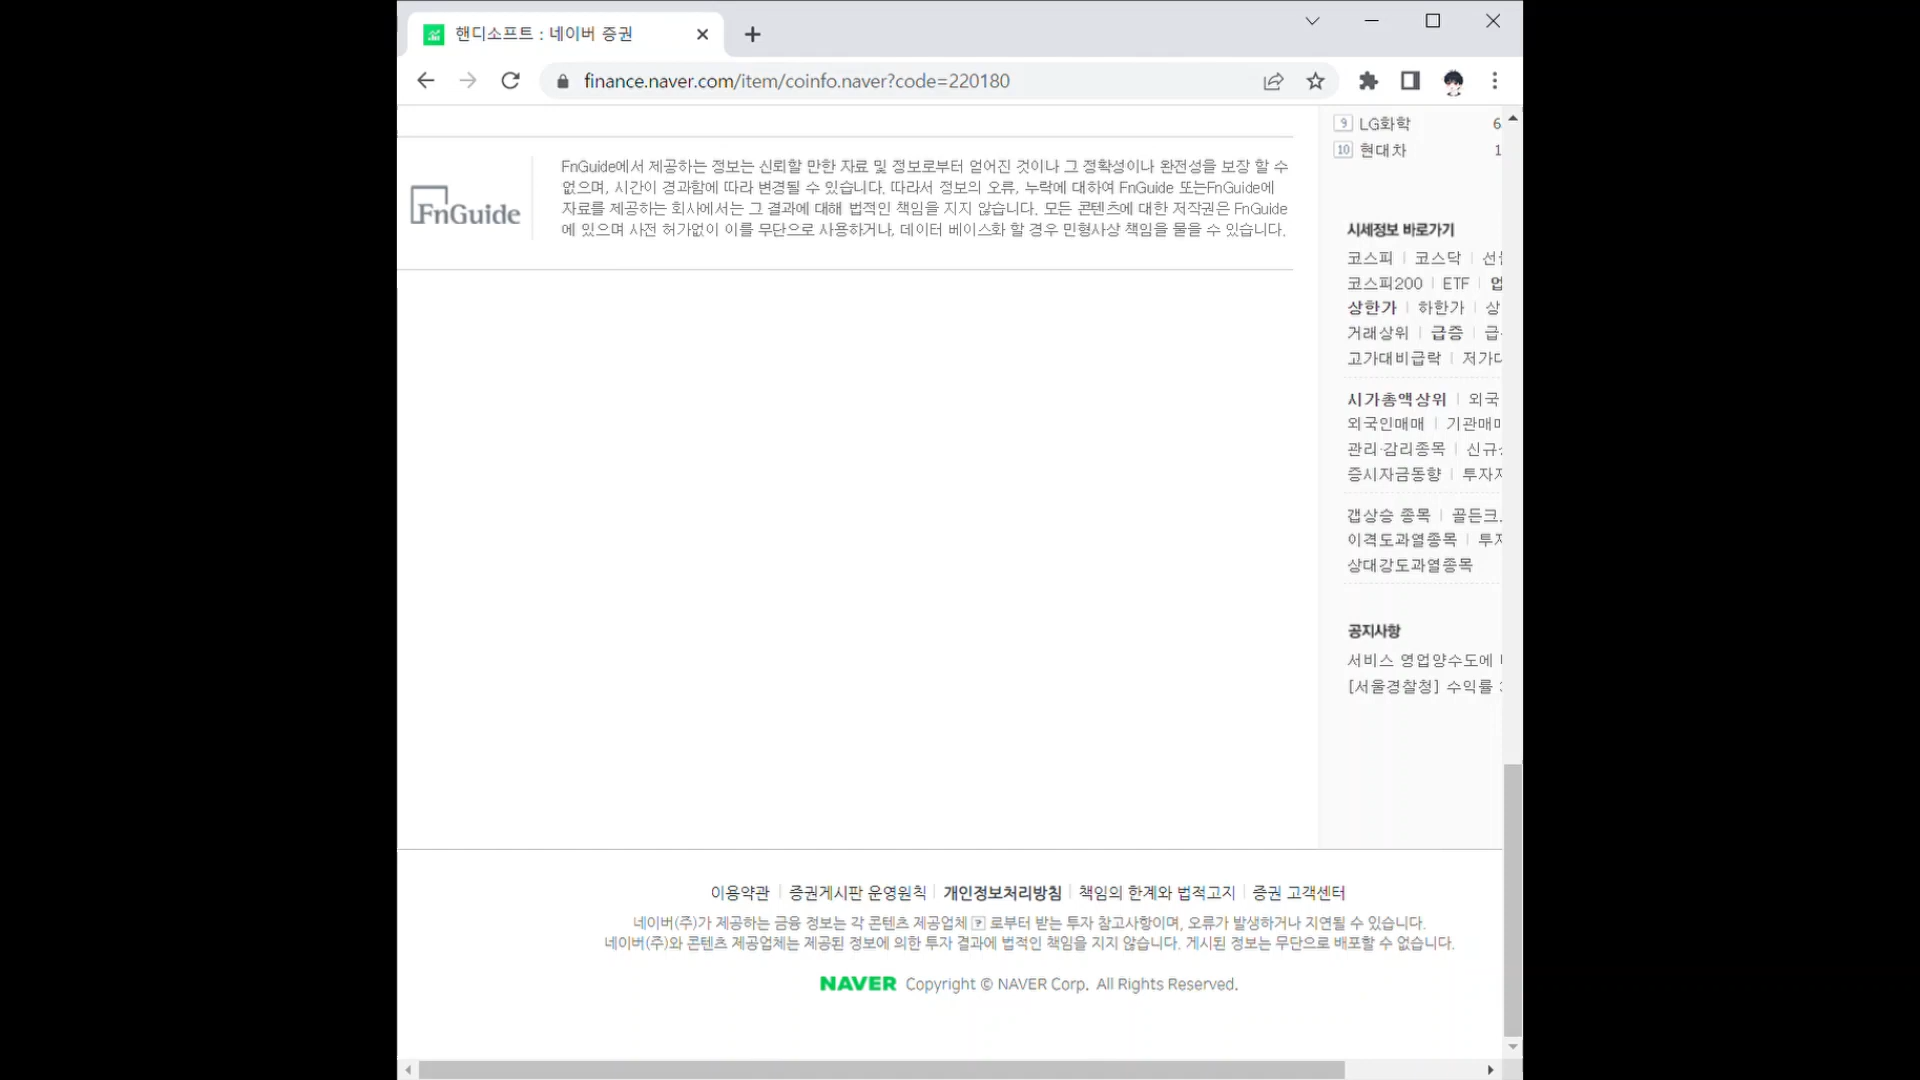 핸디소프트 : 네이버 증권
finance.naver.com/item/coinfo.naver?code=220180
FnGuide
FnGuide에서 제공하는 정보는 신뢰할 만한 자료 및 정보로부터 얻어진 것이나 그 정확성이나 완전성을 보장 할 수
없으며, 시간이 경과함에 따라 변경될 수 있습니다. 따라서 정보의 오류, 누락에 대하여 FnGuide 또는FnGuide에
자료를 제공하는 회사에서는 그 결과에 대해 법적인 책임을 지지 않습니다. 모든 콘텐츠에 대한 저작권은 FnGuide
에 있으며 사전 허가없이 이를 무단으로 사용하거나, 데이터 베이스화 할 경우 민형사상 책임을 물을 수 있습니다.
9 LG화학 6
10 현대차 1
시세정보 바로가기
코스피 | 코스닥 |
코스피200 | ETF |
상한가 | 하한가 | 상
거래상위 | 급증 | 급
고가대비급락 |
시가총액상위 | 외국
외국인매매 |
관리·감리종목 |
증시자금동향 |
갭상승 종목 |
이격도과열종목 |
상대강도과열종목
공지사항
서비스 영업양수도에
[서울경찰청] 수익률
이용약관 | 증권게시판 운영원칙 | 개인정보처리방침 | 책임의 한계와 법적고지 | 증권 고객센터
네이버(주)가 제공하는 금융 정보는 각 콘텐츠 제공업체 ? 로부터 받는 투자 참고사항이며, 오류가 발생하거나 지연될 수 있습니다.
네이버(주)와 콘텐츠 제공업체는 제공된 정보에 의한 투자 결과에 법적인 책임을 지지 않습니다. 게시된 정보는 무단으로 배포할 수 없습니다.
NAVER Copyright © NAVER Corp. All Rights Reserved.